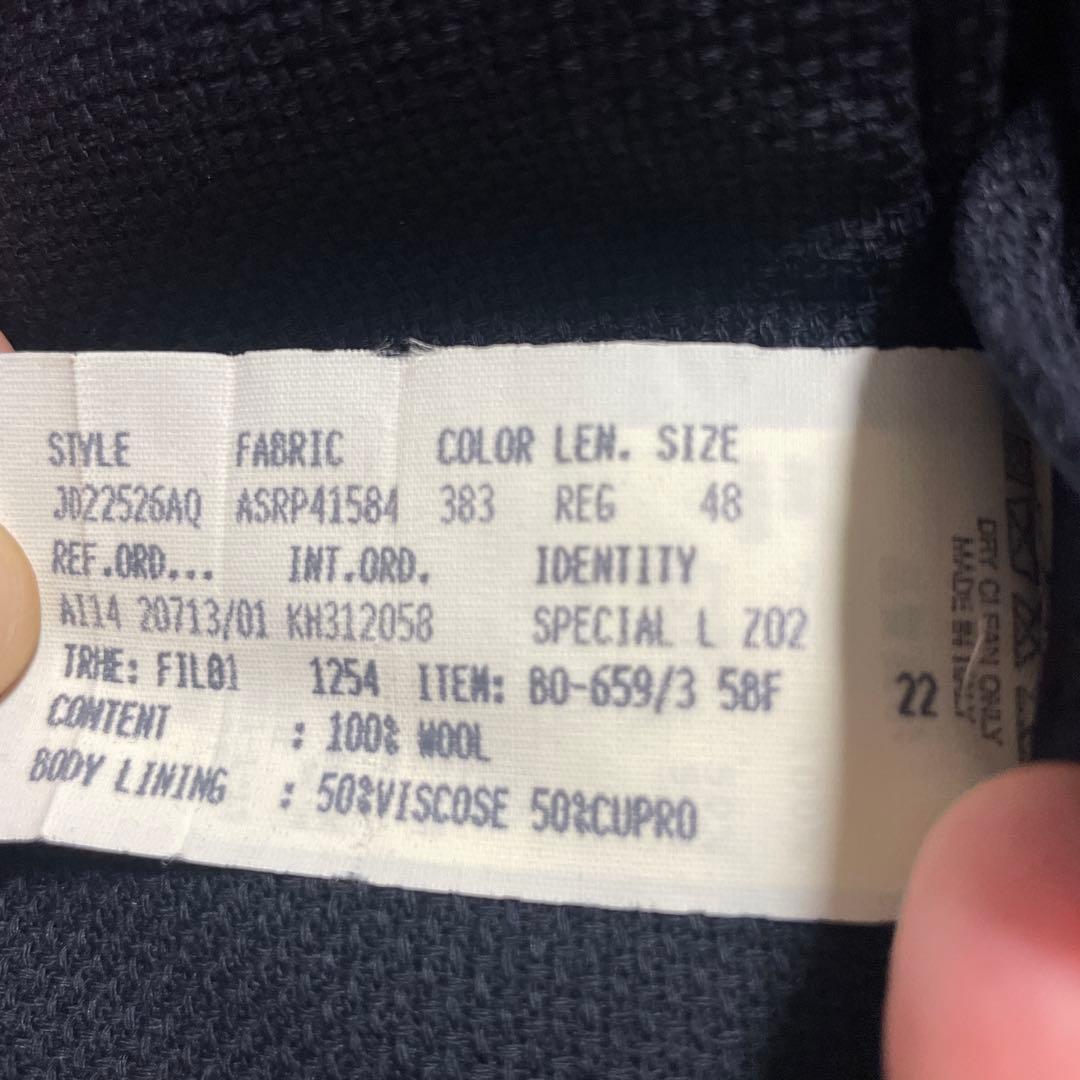 STYLE FABRIC COLOR LEN. SIZE
JD22526AQ ASRP41584 383 REG 48
REF.ORD... INT.ORD. IDENTITY
AI14 20713/01 KH312058 SPECIAL L Z02
TRHE: FIL01 1254 ITEM: BO-659/3 58F
CONTENT : 100% WOOL
BODY LINING : 50%VISCOSE 50%CUPRO
22
DRY CLEAN ONLY
MADE IN ITALY